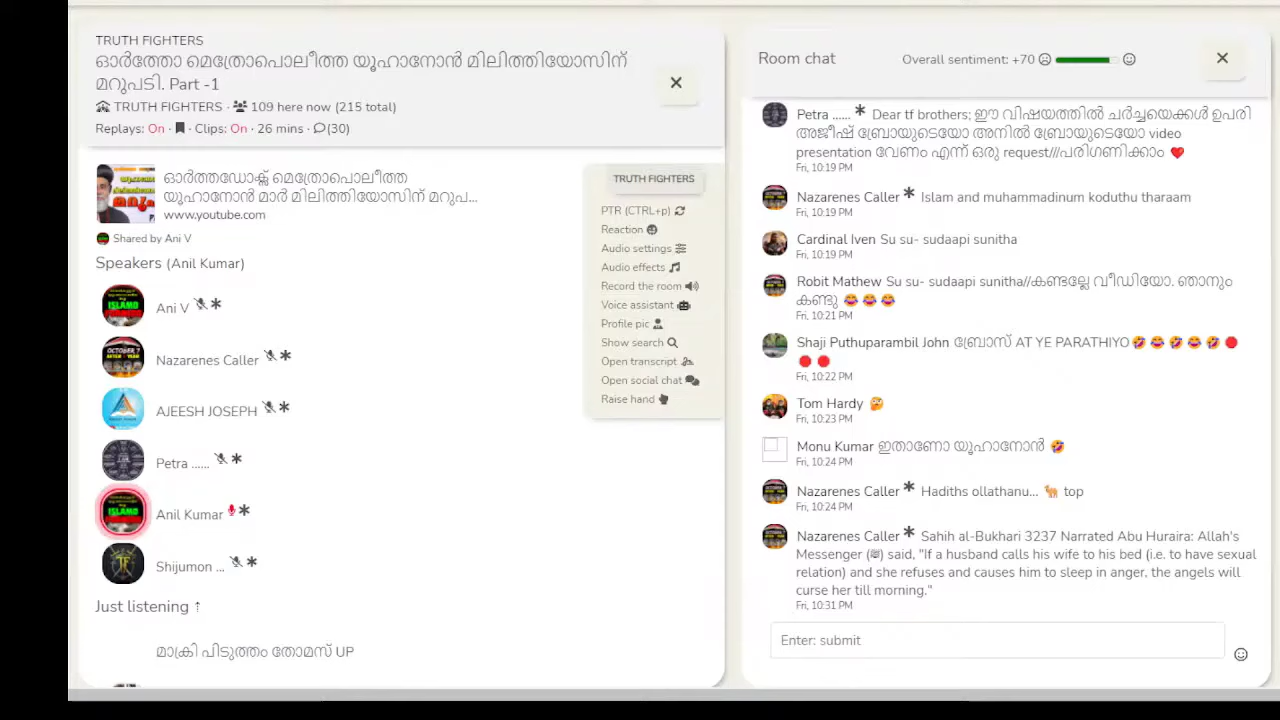 TRUTH FIGHTERS
ഓർത്തോ മെത്രോപൊലീത്ത യൂഹാനോൻ മിലിത്തിയോസിന്
മറുപടി. Part -1
TRUTH FIGHTERS · 109 here now (215 total)
Replays: On · Clips: On · 26 mins · (30)
ഓർത്തഡോക്സ് മെത്രൊപൊലീത്ത
യൂഹാനോൻ മാർ മിലിത്തിയോസിന് മറുപ...
www.youtube.com
Shared by Ani V
Speakers (Anil Kumar)
Ani V
Nazarenes Caller
AJEESH JOSEPH
Petra ......
Anil Kumar
Shijumon ...
Just listening ↑
മാക്രി പിടുത്തം തോമസ് UP
TRUTH FIGHTERS
PTR (CTRL+p)
Reaction
Audio settings
Audio effects
Record the room
Voice assistant
Profile pic
Show search
Open transcript
Open social chat
Raise hand
Room chat
Overall sentiment: +70
Petra ...... * Dear tf brothers; ഈ വിഷയത്തിൽ ചർച്ചയെക്കൾ ഉപരി
അജീഷ് ബ്രോയുടെയോ അനിൽ ബ്രോയുടെയോ video
presentation വേണം എന്ന് ഒരു request///പരിഗണിക്കാം ❤️
Fri, 10:19 PM
Nazarenes Caller * Islam and muhammadinum koduthu tharaam
Fri, 10:19 PM
Cardinal Iven Su su- sudaapi sunitha
Fri, 10:19 PM
Robit Mathew Su su- sudaapi sunitha//കണ്ടല്ലേ വീഡിയോ. ഞാനും
കണ്ടു 😂 😂 😂
Fri, 10:21 PM
Shaji Puthuparambil John ബ്രോസ് AT YE PARATHIYO🤣 😂 🤣 😂 🤣 🔴
🔴 🔴
Fri, 10:22 PM
Tom Hardy 🤔
Fri, 10:23 PM
Monu Kumar ഇതാണോ യൂഹാനോൻ 🤣
Fri, 10:24 PM
Nazarenes Caller * Hadiths ollathanu... 🐪 top
Fri, 10:24 PM
Nazarenes Caller * Sahih al-Bukhari 3237 Narrated Abu Huraira: Allah's
Messenger (ﷺ) said, "If a husband calls his wife to his bed (i.e. to have sexual
relation) and she refuses and causes him to sleep in anger, the angels will
curse her till morning."
Fri, 10:31 PM
Enter: submit